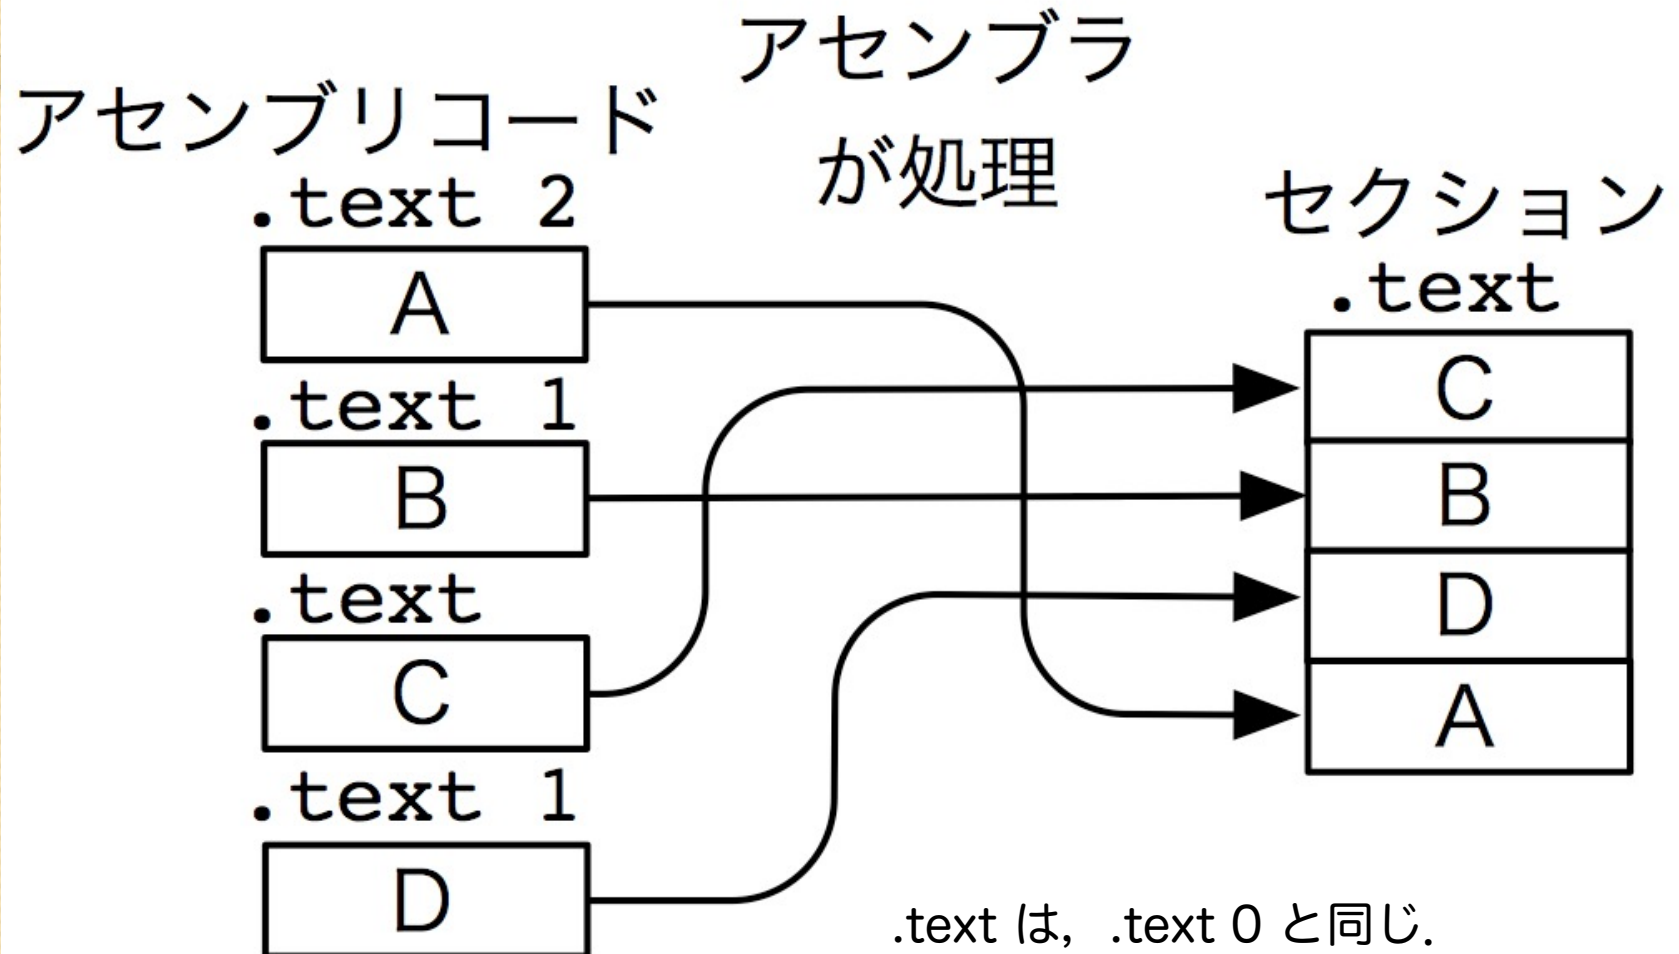 アセンブリコード
.text 2
A
.text 1
B
.text
C
.text 1
D
アセンブラ
が処理
セクション
.text
C
B
D
A
.text は，.text 0 と同じ.